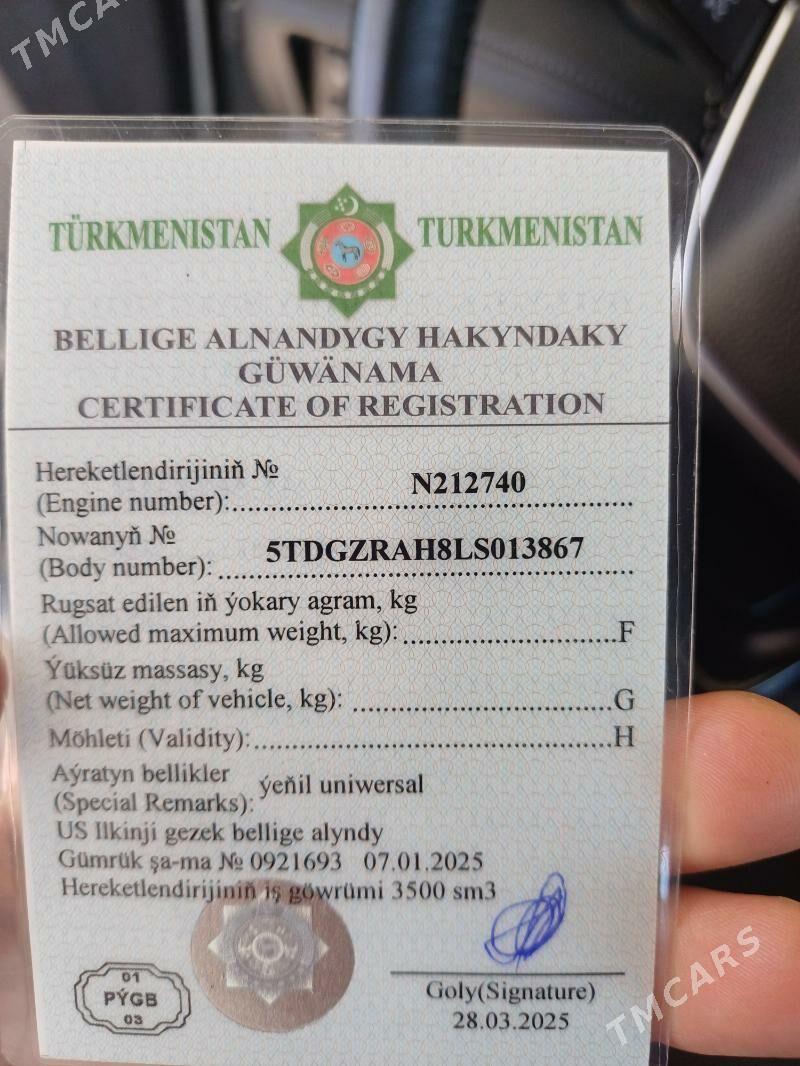 TMCARS
TÜRKMENISTAN TURKMENISTAN
BELLIGE ALNANDYGY HAKYNDAKY
GÜWÄNAMA
CERTIFICATE OF REGISTRATION
Hereketlendirijiniň №
(Engine number):.......... N212740
Nowanyň №
(Body number): .......... 5TDGZRAH8LS013867
Rugsat edilen iň ýokary agram, kg
(Allowed maximum weight, kg):..........F
Ýüksüz massasy, kg
(Net weight of vehicle, kg): ..........G
Möhleti (Validity):..........H
Aýratyn bellikler
(Special Remarks): ýeňil uniwersal
US Ilkinji gezek bellige alyndy
Gümrük şa-ma № 0921693 07.01.2025
Hereketlendirijiniň iş göwrümi 3500 sm3
01
PÝGB
03
Goly(Signature)
28.03.2025
TMCARS